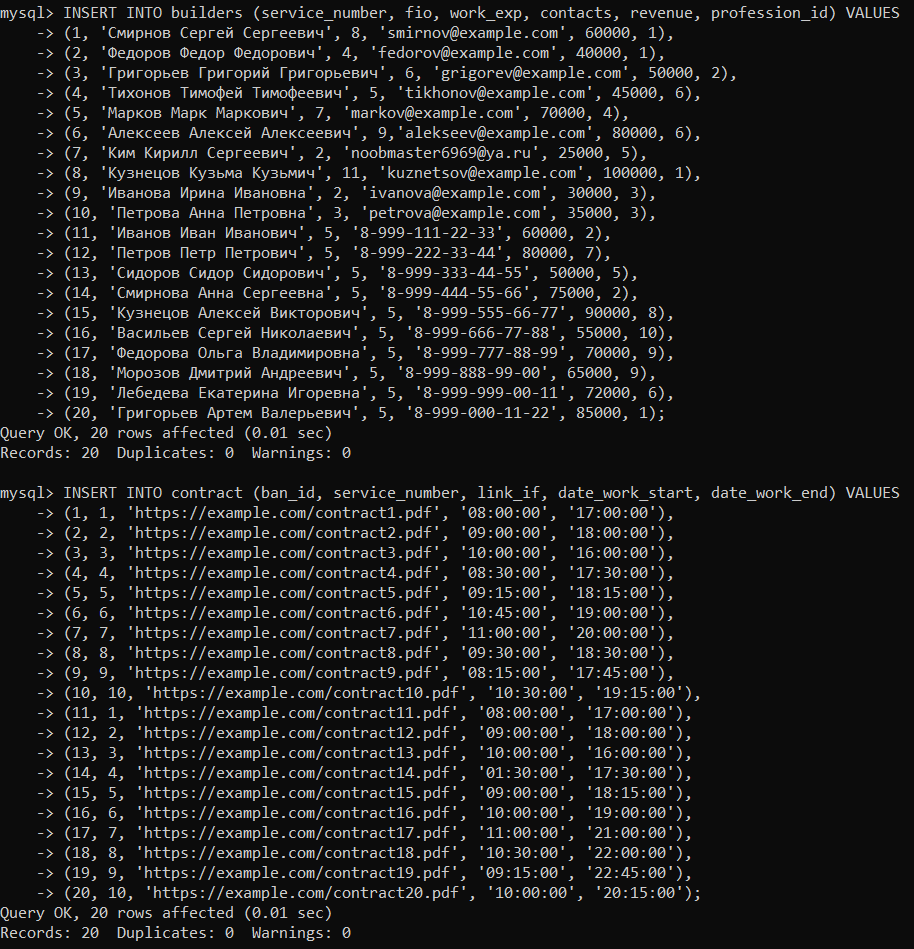 mysql> INSERT INTO builders (service_number, fio, work_exp, contacts, revenue, profession_id) VALUES
    -> (1, 'Смирнов Сергей Сергеевич', 8, 'smirnov@example.com', 60000, 1),
    -> (2, 'Федоров Федор Федорович', 4, 'fedorov@example.com', 40000, 1),
    -> (3, 'Григорьев Григорий Григорьевич', 6, 'grigorev@example.com', 50000, 2),
    -> (4, 'Тихонов Тимофей Тимофеевич', 5, 'tikhonov@example.com', 45000, 6),
    -> (5, 'Марков Марк Маркович', 7, 'markov@example.com', 70000, 4),
    -> (6, 'Алексеев Алексей Алексеевич', 9,'alekseev@example.com', 80000, 6),
    -> (7, 'Ким Кирилл Сергеевич', 2, 'noobmaster6969@ya.ru', 25000, 5),
    -> (8, 'Кузнецов Кузьма Кузьмич', 11, 'kuznetsov@example.com', 100000, 1),
    -> (9, 'Иванова Ирина Ивановна', 2, 'ivanova@example.com', 30000, 3),
    -> (10, 'Петрова Анна Петровна', 3, 'petrova@example.com', 35000, 3),
    -> (11, 'Иванов Иван Иванович', 5, '8-999-111-22-33', 60000, 2),
    -> (12, 'Петров Петр Петрович', 5, '8-999-222-33-44', 80000, 7),
    -> (13, 'Сидоров Сидор Сидорович', 5, '8-999-333-44-55', 50000, 5),
    -> (14, 'Смирнова Анна Сергеевна', 5, '8-999-444-55-66', 75000, 2),
    -> (15, 'Кузнецов Алексей Викторович', 5, '8-999-555-66-77', 90000, 8),
    -> (16, 'Васильев Сергей Николаевич', 5, '8-999-666-77-88', 55000, 10),
    -> (17, 'Федорова Ольга Владимировна', 5, '8-999-777-88-99', 70000, 9),
    -> (18, 'Морозов Дмитрий Андреевич', 5, '8-999-888-99-00', 65000, 9),
    -> (19, 'Лебедева Екатерина Игоревна', 5, '8-999-999-00-11', 72000, 6),
    -> (20, 'Григорьев Артем Валерьевич', 5, '8-999-000-11-22', 85000, 1);
Query OK, 20 rows affected (0.01 sec)
Records: 20  Duplicates: 0  Warnings: 0

mysql> INSERT INTO contract (ban_id, service_number, link_if, date_work_start, date_work_end) VALUES
    -> (1, 1, 'https://example.com/contract1.pdf', '08:00:00', '17:00:00'),
    -> (2, 2, 'https://example.com/contract2.pdf', '09:00:00', '18:00:00'),
    -> (3, 3, 'https://example.com/contract3.pdf', '10:00:00', '16:00:00'),
    -> (4, 4, 'https://example.com/contract4.pdf', '08:30:00', '17:30:00'),
    -> (5, 5, 'https://example.com/contract5.pdf', '09:15:00', '18:15:00'),
    -> (6, 6, 'https://example.com/contract6.pdf', '10:45:00', '19:00:00'),
    -> (7, 7, 'https://example.com/contract7.pdf', '11:00:00', '20:00:00'),
    -> (8, 8, 'https://example.com/contract8.pdf', '09:30:00', '18:30:00'),
    -> (9, 9, 'https://example.com/contract9.pdf', '08:15:00', '17:45:00'),
    -> (10, 10, 'https://example.com/contract10.pdf', '10:30:00', '19:15:00'),
    -> (11, 1, 'https://example.com/contract11.pdf', '08:00:00', '17:00:00'),
    -> (12, 2, 'https://example.com/contract12.pdf', '09:00:00', '18:00:00'),
    -> (13, 3, 'https://example.com/contract13.pdf', '10:00:00', '16:00:00'),
    -> (14, 4, 'https://example.com/contract14.pdf', '01:30:00', '17:30:00'),
    -> (15, 5, 'https://example.com/contract15.pdf', '09:00:00', '18:15:00'),
    -> (16, 6, 'https://example.com/contract16.pdf', '10:00:00', '19:00:00'),
    -> (17, 7, 'https://example.com/contract17.pdf', '11:00:00', '21:00:00'),
    -> (18, 8, 'https://example.com/contract18.pdf', '10:30:00', '22:00:00'),
    -> (19, 9, 'https://example.com/contract19.pdf', '09:15:00', '22:45:00'),
    -> (20, 10, 'https://example.com/contract20.pdf', '10:00:00', '20:15:00');
Query OK, 20 rows affected (0.01 sec)
Records: 20  Duplicates: 0  Warnings: 0